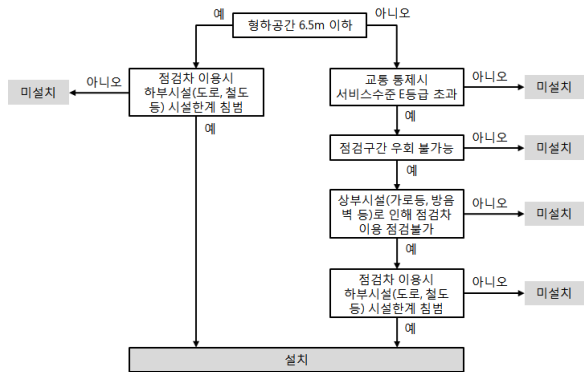 예
형하공간 6.5m 이하
아니오
점검차 이용시
하부시설(도로, 철도
등) 시설한계 침범
아니오
미설치
예
교통 통제시
서비스수준 E등급 초과
아니오
미설치
예
점검구간 우회 불가능
아니오
미설치
예
상부시설(가로등, 방음
벽 등)로 인해 점검차
이용 점검불가
아니오
미설치
예
점검차 이용시
하부시설(도로, 철도
등) 시설한계 침범
아니오
미설치
예
설치